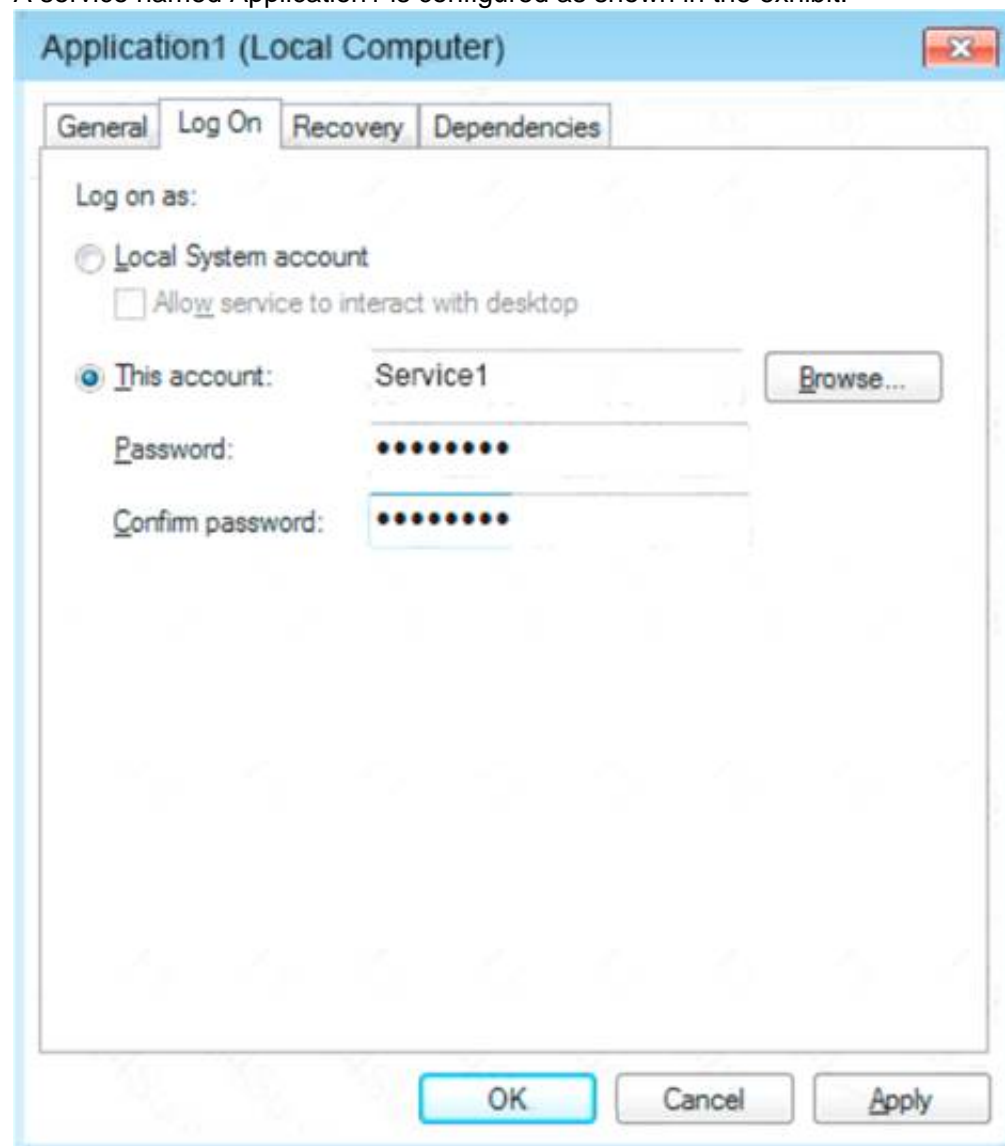 A service named Application1 is configured as shown in the exhibit.
Application1 (Local Computer)
General Log On Recovery Dependencies
Log on as:
Local System account
Allow service to interact with desktop
This account: Service1 Browse...
Password: ••••••••
Confirm password: ••••••••
OK Cancel Apply